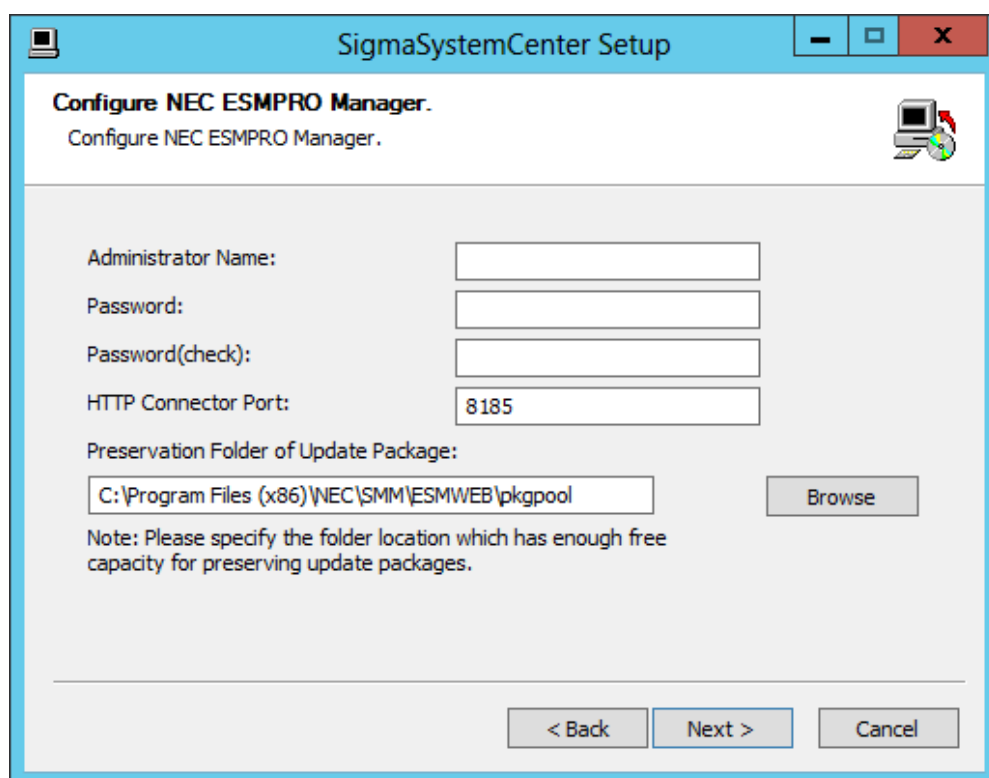 SigmaSystemCenter Setup
Configure NEC ESMPRO Manager.
Configure NEC ESMPRO Manager.
Administrator Name:
Password:
Password(check):
HTTP Connector Port:
8185
Preservation Folder of Update Package:
C:\Program Files (x86)\NEC\SMM\ESMWEB\pkgpool
Browse
Note: Please specify the folder location which has enough free
capacity for preserving update packages.
< Back
Next >
Cancel